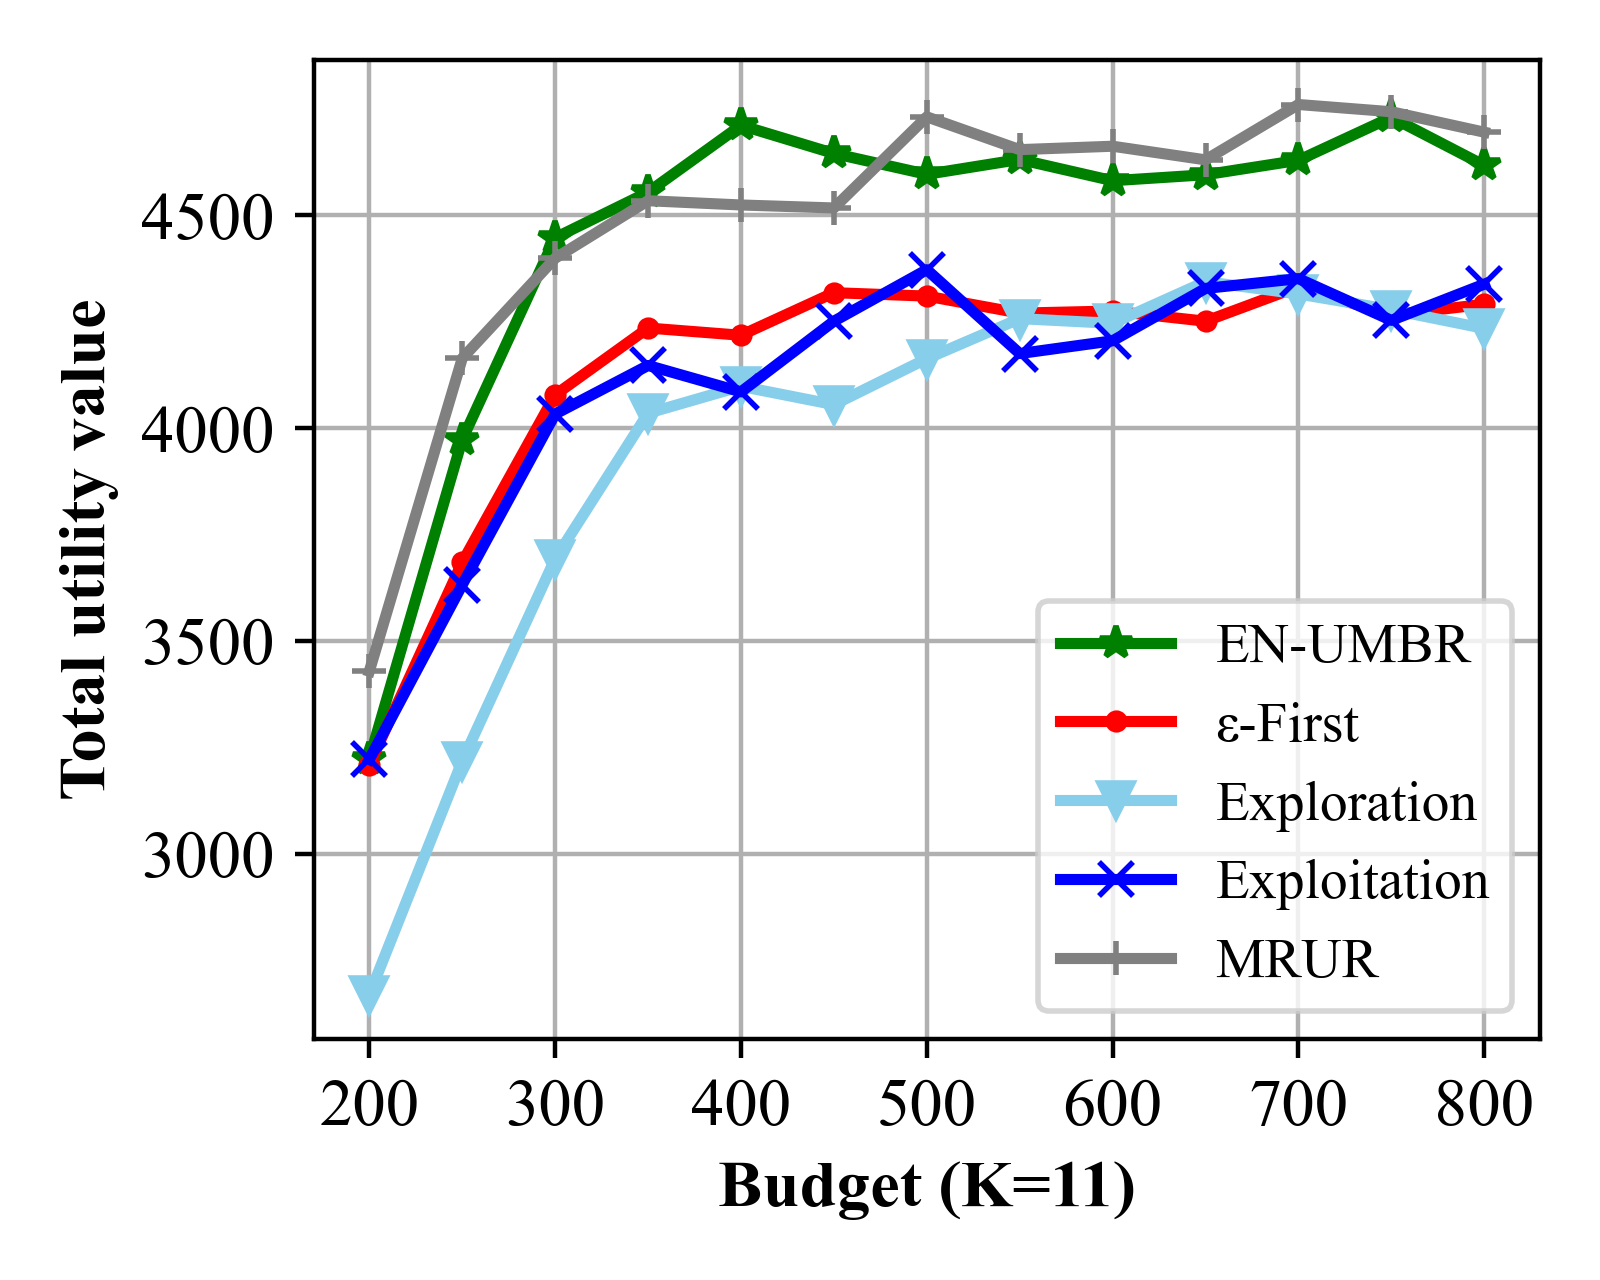 Total utility value
4500
4000
3500
3000
EN-UMBR
ε-First
Exploration
Exploitation
MRUR
200 300 400 500 600 700 800
Budget (K=11)